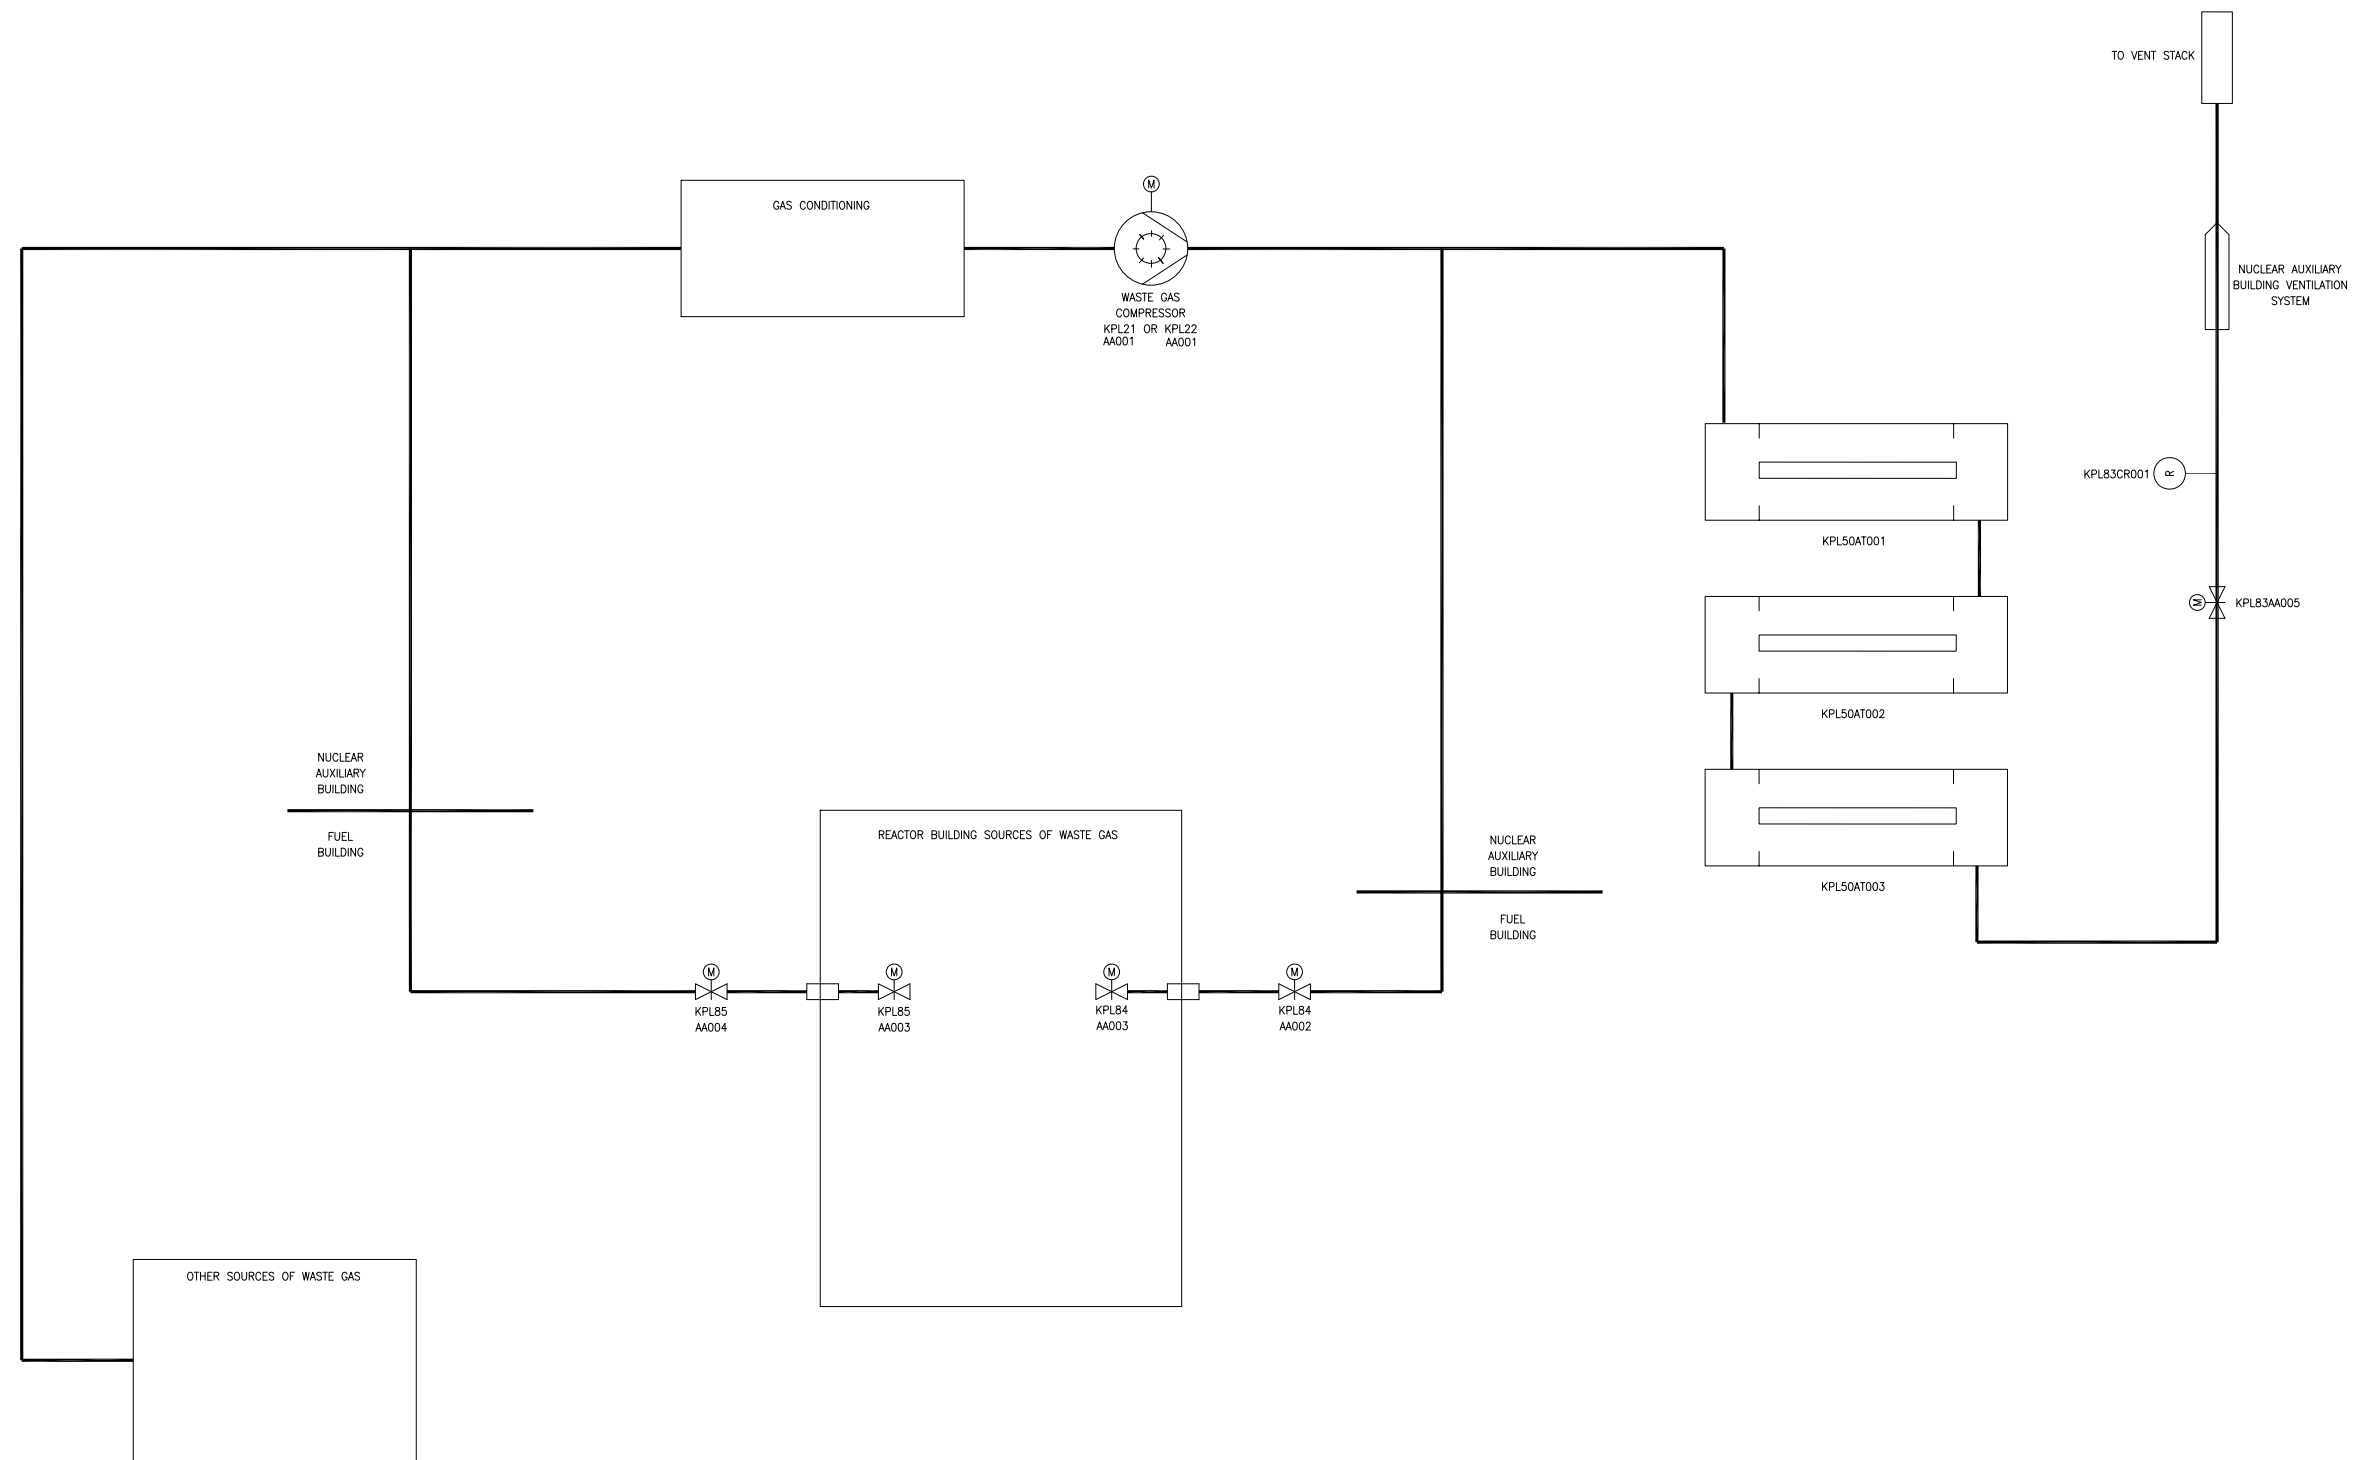 TO VENT STACK
M
GAS CONDITIONING
NUCLEAR AUXILIARY
BUILDING VENTILATION
SYSTEM
WASTE GAS
COMPRESSOR
KPL21 OR KPL22
AA001 AA001
KPL83CR001 R
KPL50AT001
M KPL83AA005
KPL50AT002
NUCLEAR
AUXILIARY
BUILDING
FUEL
BUILDING
REACTOR BUILDING SOURCES OF WASTE GAS
NUCLEAR
AUXILIARY
BUILDING
FUEL
BUILDING
KPL50AT003
M
KPL85
AA004
M
KPL85
AA003
M
KPL84
AA003
M
KPL84
AA002
OTHER SOURCES OF WASTE GAS